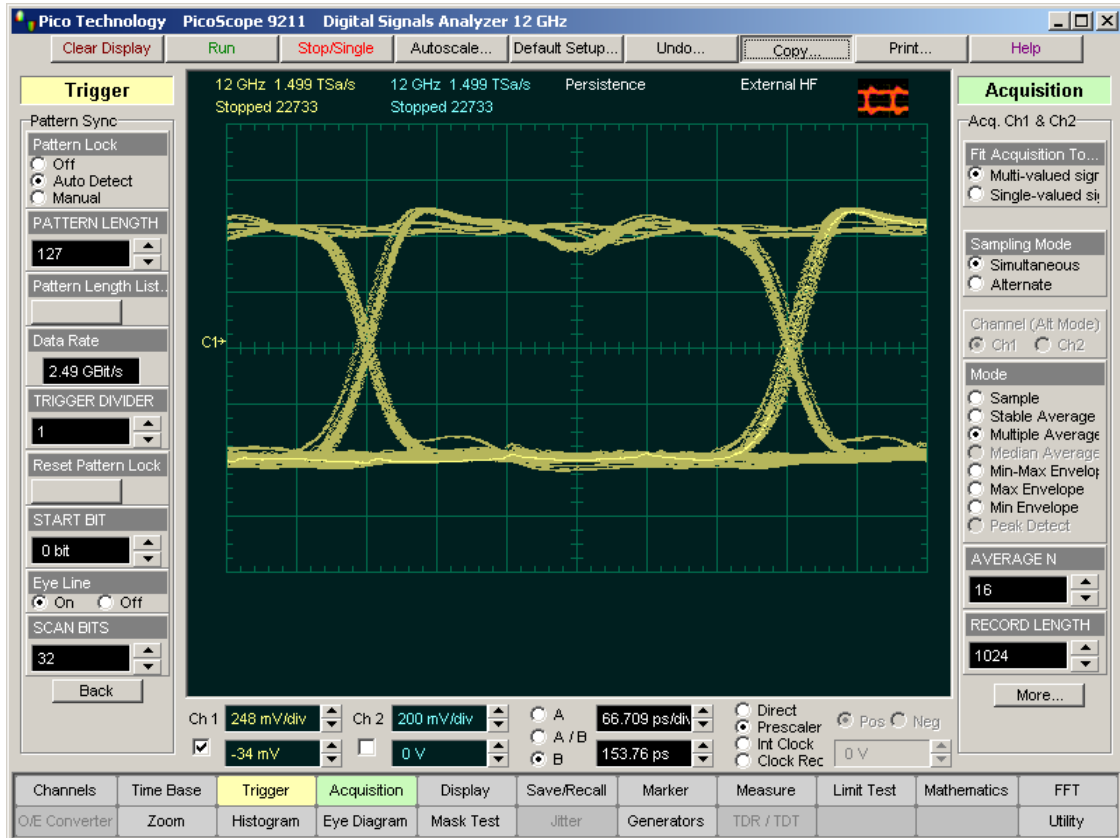 Pico Technology PicoScope 9211 Digital Signals Analyzer 12 GHz
Clear Display Run Stop/Single Autoscale... Default Setup... Undo... Copy... Print... Help
Trigger
Pattern Sync
Pattern Lock
Off
Auto Detect
Manual
PATTERN LENGTH
127
Pattern Length List..
Data Rate
2.49 GBit/s
TRIGGER DIVIDER
1
Reset Pattern Lock
START BIT
0 bit
Eye Line
On Off
SCAN BITS
32
Back
12 GHz 1.499 TSa/s 12 GHz 1.499 TSa/s Persistence External HF
Stopped 22733 Stopped 22733
C1
Acquisition
Acq. Ch1 & Ch2
Fit Acquisition To...
Multi-valued sigr
Single-valued si
Sampling Mode
Simultaneous
Alternate
Channel (Alt Mode)
Ch1 Ch2
Mode
Sample
Stable Average
Multiple Average
Median Average
Min-Max Envelop
Max Envelope
Min Envelope
Peak Detect
AVERAGE N
16
RECORD LENGTH
1024
More...
Ch 1 248 mV/div Ch 2 200 mV/div A 66.709 ps/div Direct
A / B Prescaler Pos Neg
-34 mV 0 V B 153.76 ps Int Clock 0 V
Clock Rec
Channels Time Base Trigger Acquisition Display Save/Recall Marker Measure Limit Test Mathematics FFT
O/E Converter Zoom Histogram Eye Diagram Mask Test Jitter Generators TDR / TDT Utility